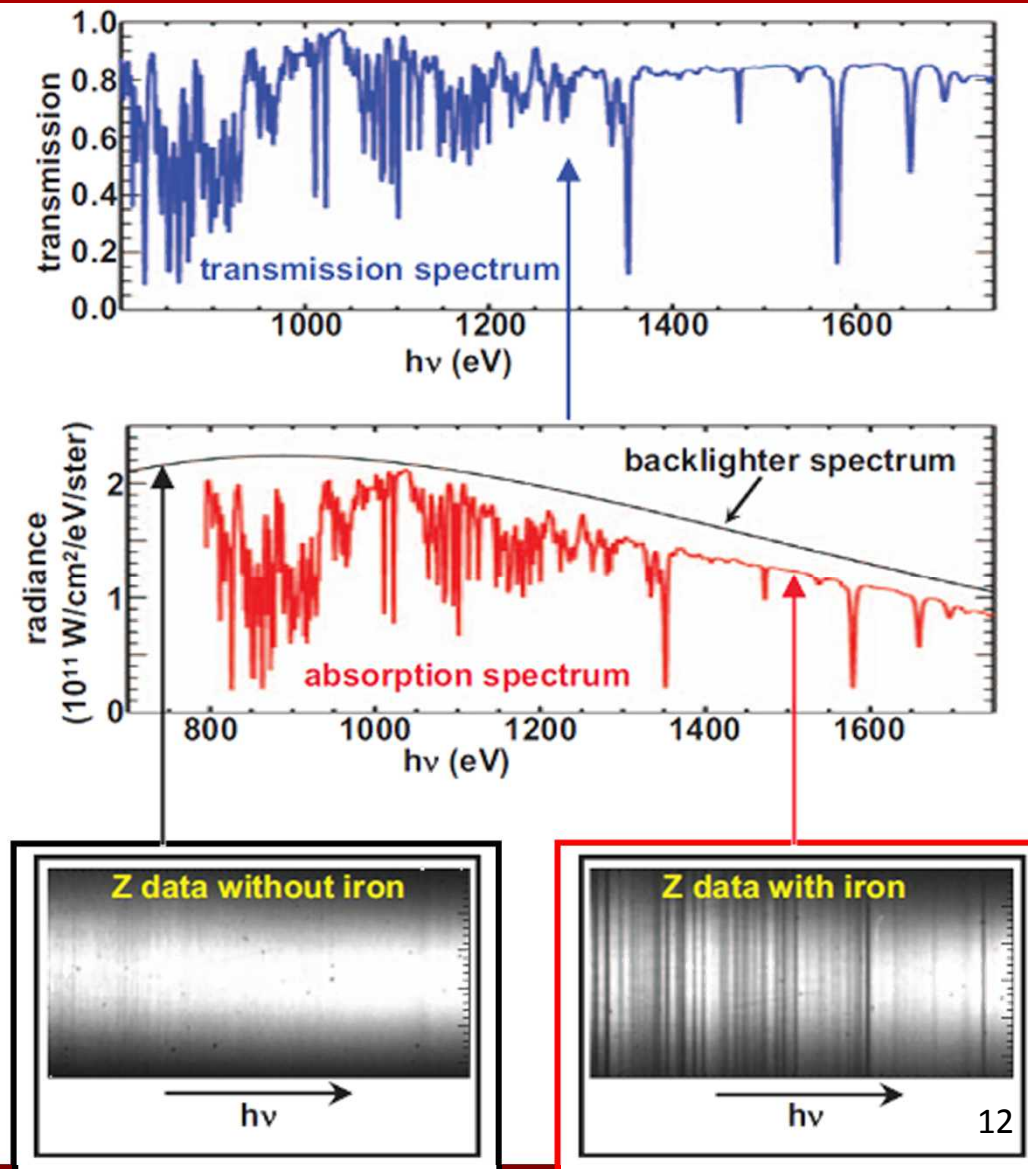 1.0
0.8
0.6
0.4
0.2
0.0
transmission
transmission spectrum
1000 1200 1400 1600
hν (eV)
radiance
(10¹¹ W/cm²/eV/ster)
2
1
0
backlighter spectrum
absorption spectrum
800 1000 1200 1400 1600
hν (eV)
Z data without iron
hν
Z data with iron
hν
12